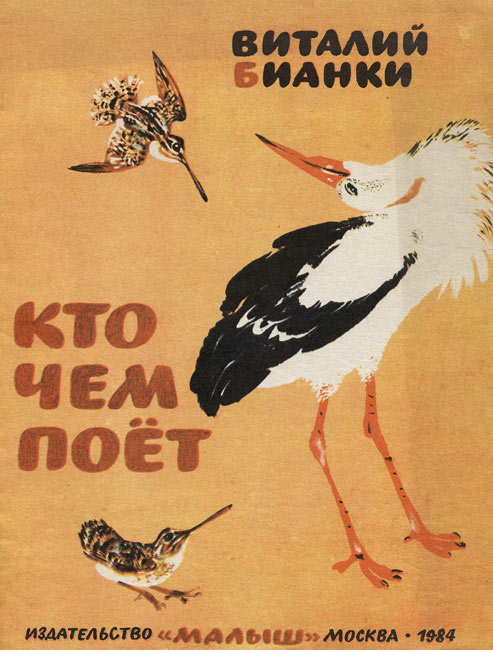 ВИТАЛИЙ
БИАНКИ
КТО
ЧЕМ
ПОЁТ
ИЗДАТЕЛЬСТВО «МАЛЫШ» МОСКВА · 1984